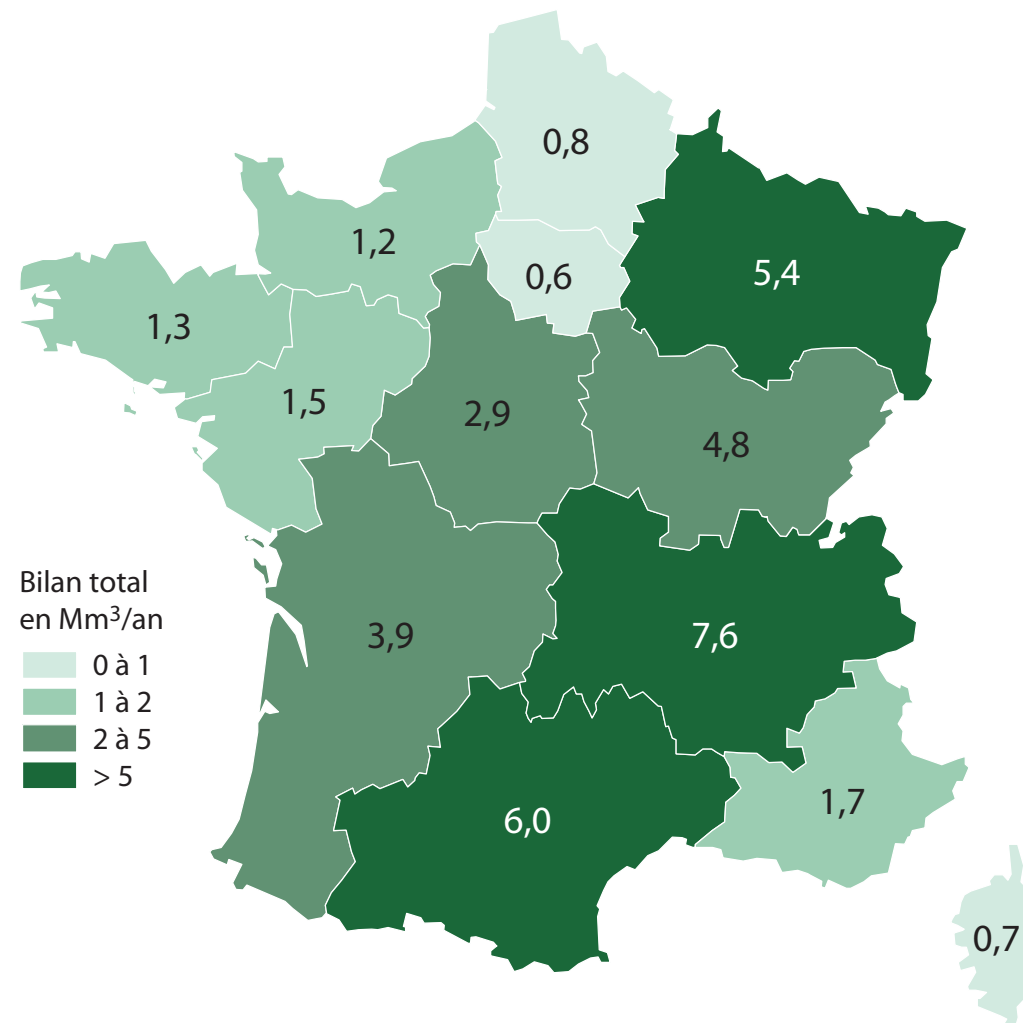 0,8
1,2
0,6
5,4
1,3
1,5
2,9
4,8
Bilan total
en Mm³/an
0 à 1
1 à 2
2 à 5
> 5
3,9
7,6
6,0
1,7
0,7